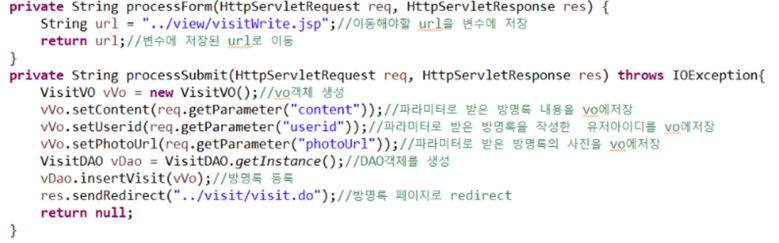 private String processForm(HttpServletRequest req, HttpServletResponse res) {
String url = "../view/visitWrite.jsp";//이동해야할 url을 변수에 저장
return url;//변수에 저장된 url로 이동
}
private String processSubmit(HttpServletRequest req, HttpServletResponse res) throws IOException{
VisitVO vVo = new VisitVO();//vo객체 생성
vVo.setContent(req.getParameter("content"));//파라미터로 받은 방명록 내용을 vo에저장
vVo.setUserid(req.getParameter("userid"));//파라미터로 받은 방명록을 작성한 유저아이디를 vo에저장
vVo.setPhotoUrl(req.getParameter("photoUrl"));//파라미터로 받은 방명록의 사진을 vo에저장
VisitDAO vDao = VisitDAO.getInstance();//DAO객체를 생성
vDao.insertVisit(vVo);//방명록 등록
res.sendRedirect("../visit/visit.do");//방명록 페이지로 redirect
return null;
}